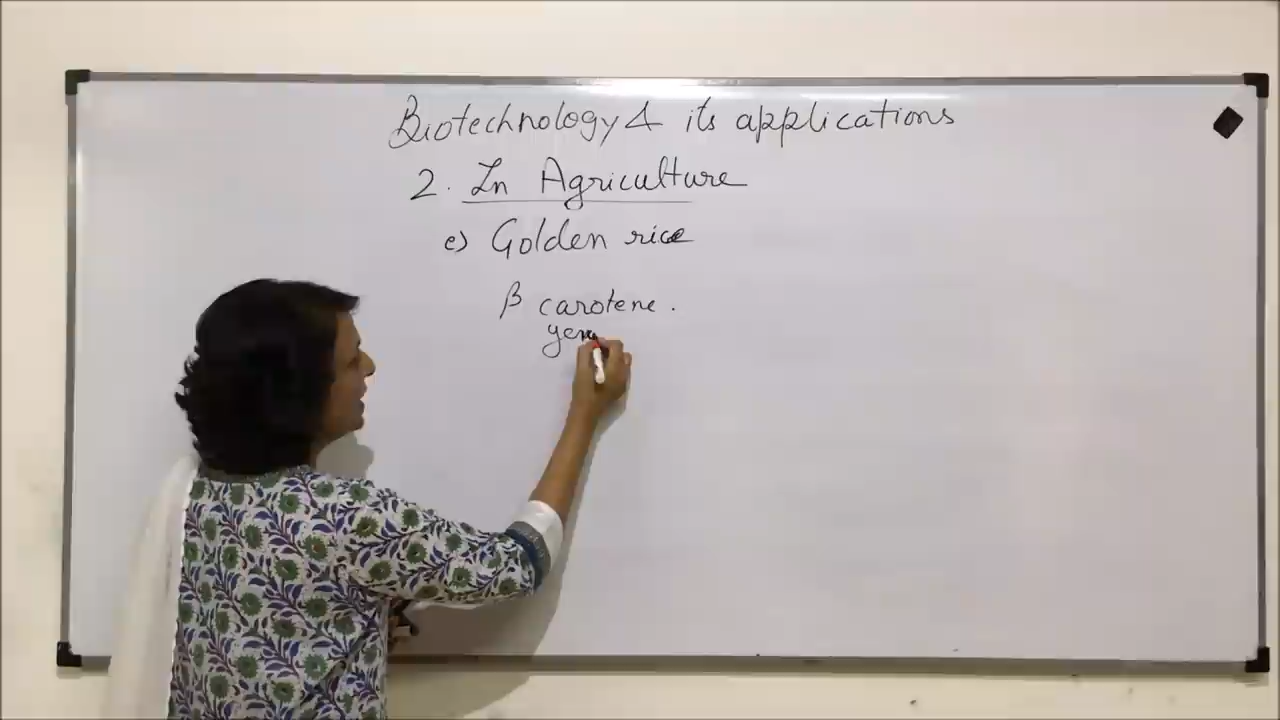 Biotechnology & its applications
2. In Agriculture
e) Golden rice
β carotene.